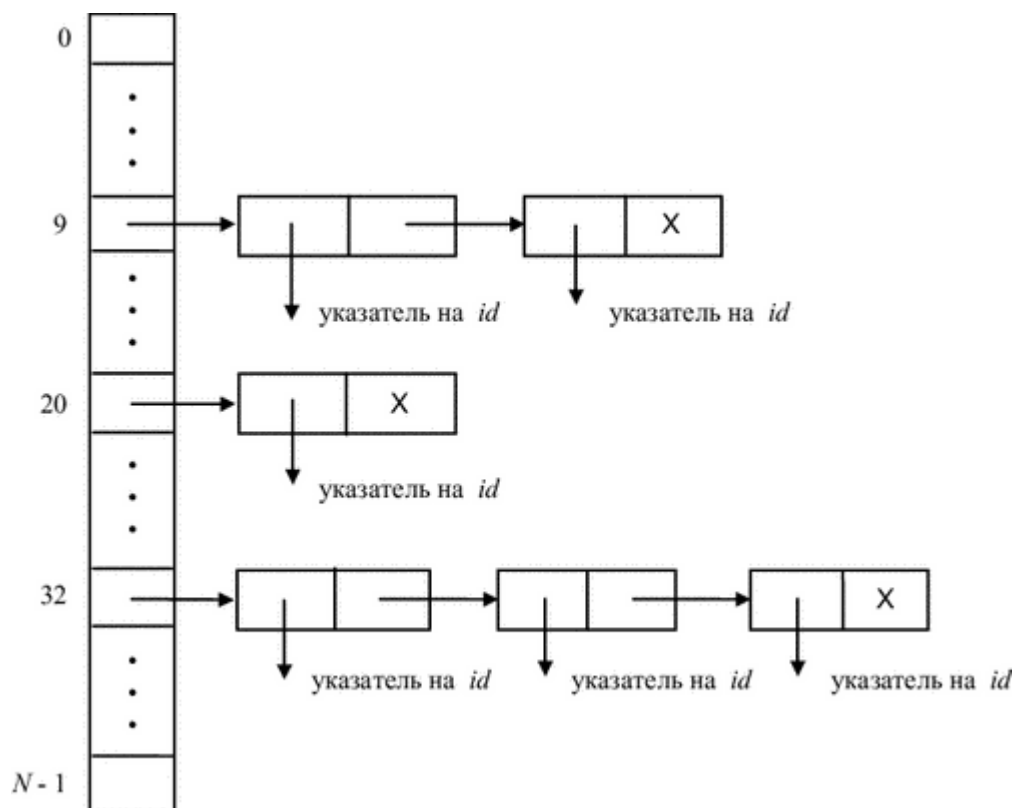 0
9
X
указатель на id
указатель на id
20
X
указатель на id
32
X
указатель на id
указатель на id
указатель на id
N - 1